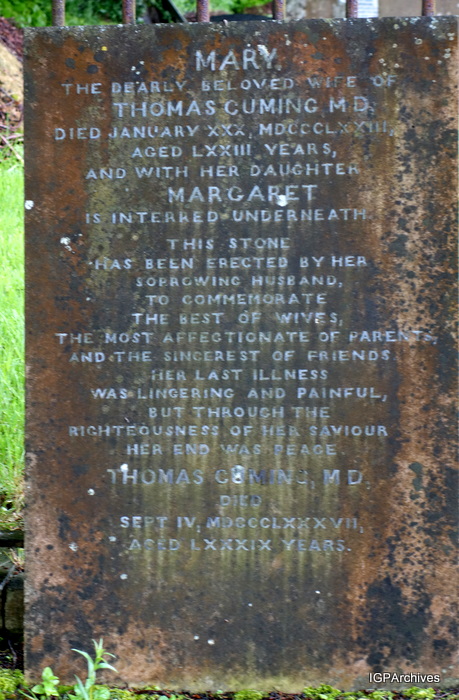 MARY,
THE DEARLY BELOVED WIFE OF
THOMAS CUMING M D,
DIED JANUARY XXX, MDCCCLXXIII,
AGED LXXIII YEARS,
AND WITH HER DAUGHTER
MARGARET
IS INTERRED UNDERNEATH.
THIS STONE
HAS BEEN ERECTED BY HER
SORROWING HUSBAND,
TO COMMEMORATE
THE BEST OF WIVES,
THE MOST AFFECTIONATE OF PARENTS,
AND THE SINCEREST OF FRIENDS
HER LAST ILLNESS
WAS LINGERING AND PAINFUL,
BUT THROUGH THE
RIGHTEOUSNESS OF HER SAVIOUR
HER END WAS PEACE
THOMAS CUMING, M D.
DIED
SEPT IV, MDCCCLXXXVII,
AGED LXXXIX YEARS.
IGPArchives